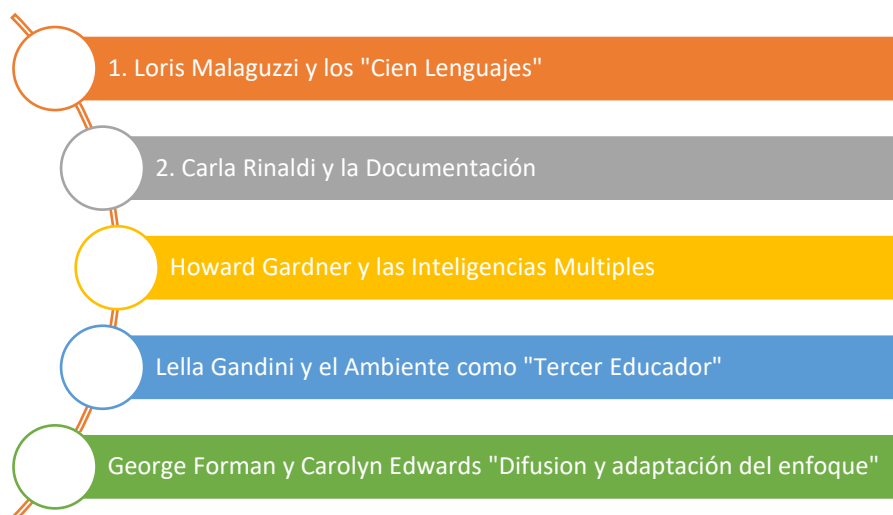 1. Loris Malaguzzi y los "Cien Lenguajes"
2. Carla Rinaldi y la Documentación
Howard Gardner y las Inteligencias Multiples
Lella Gandini y el Ambiente como "Tercer Educador"
George Forman y Carolyn Edwards "Difusion y adaptación del enfoque"